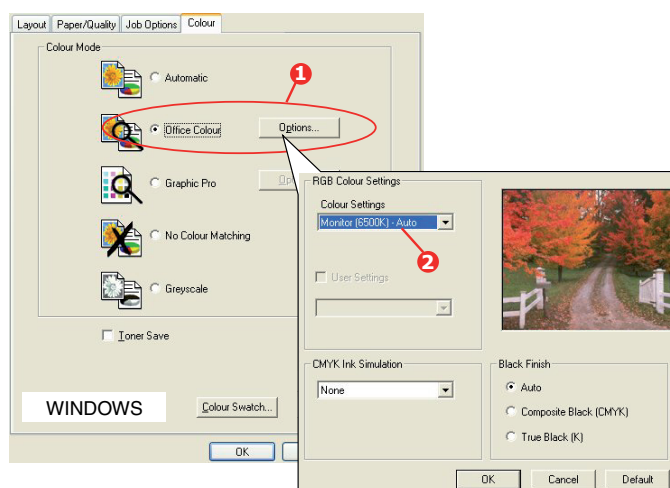 Layout Paper/Quality Job Options Colour
Colour Mode
Automatic
1
Office Colour Options...
Graphic Pro
No Colour Matching
Greyscale
Toner Save
WINDOWS
Colour Swatch...
OK
RGB Colour Settings
Colour Settings
Monitor (6500K) - Auto
2
User Settings
CMYK Ink Simulation
None
Black Finish
Auto
Composite Black (CMYK)
True Black (K)
OK Cancel Default